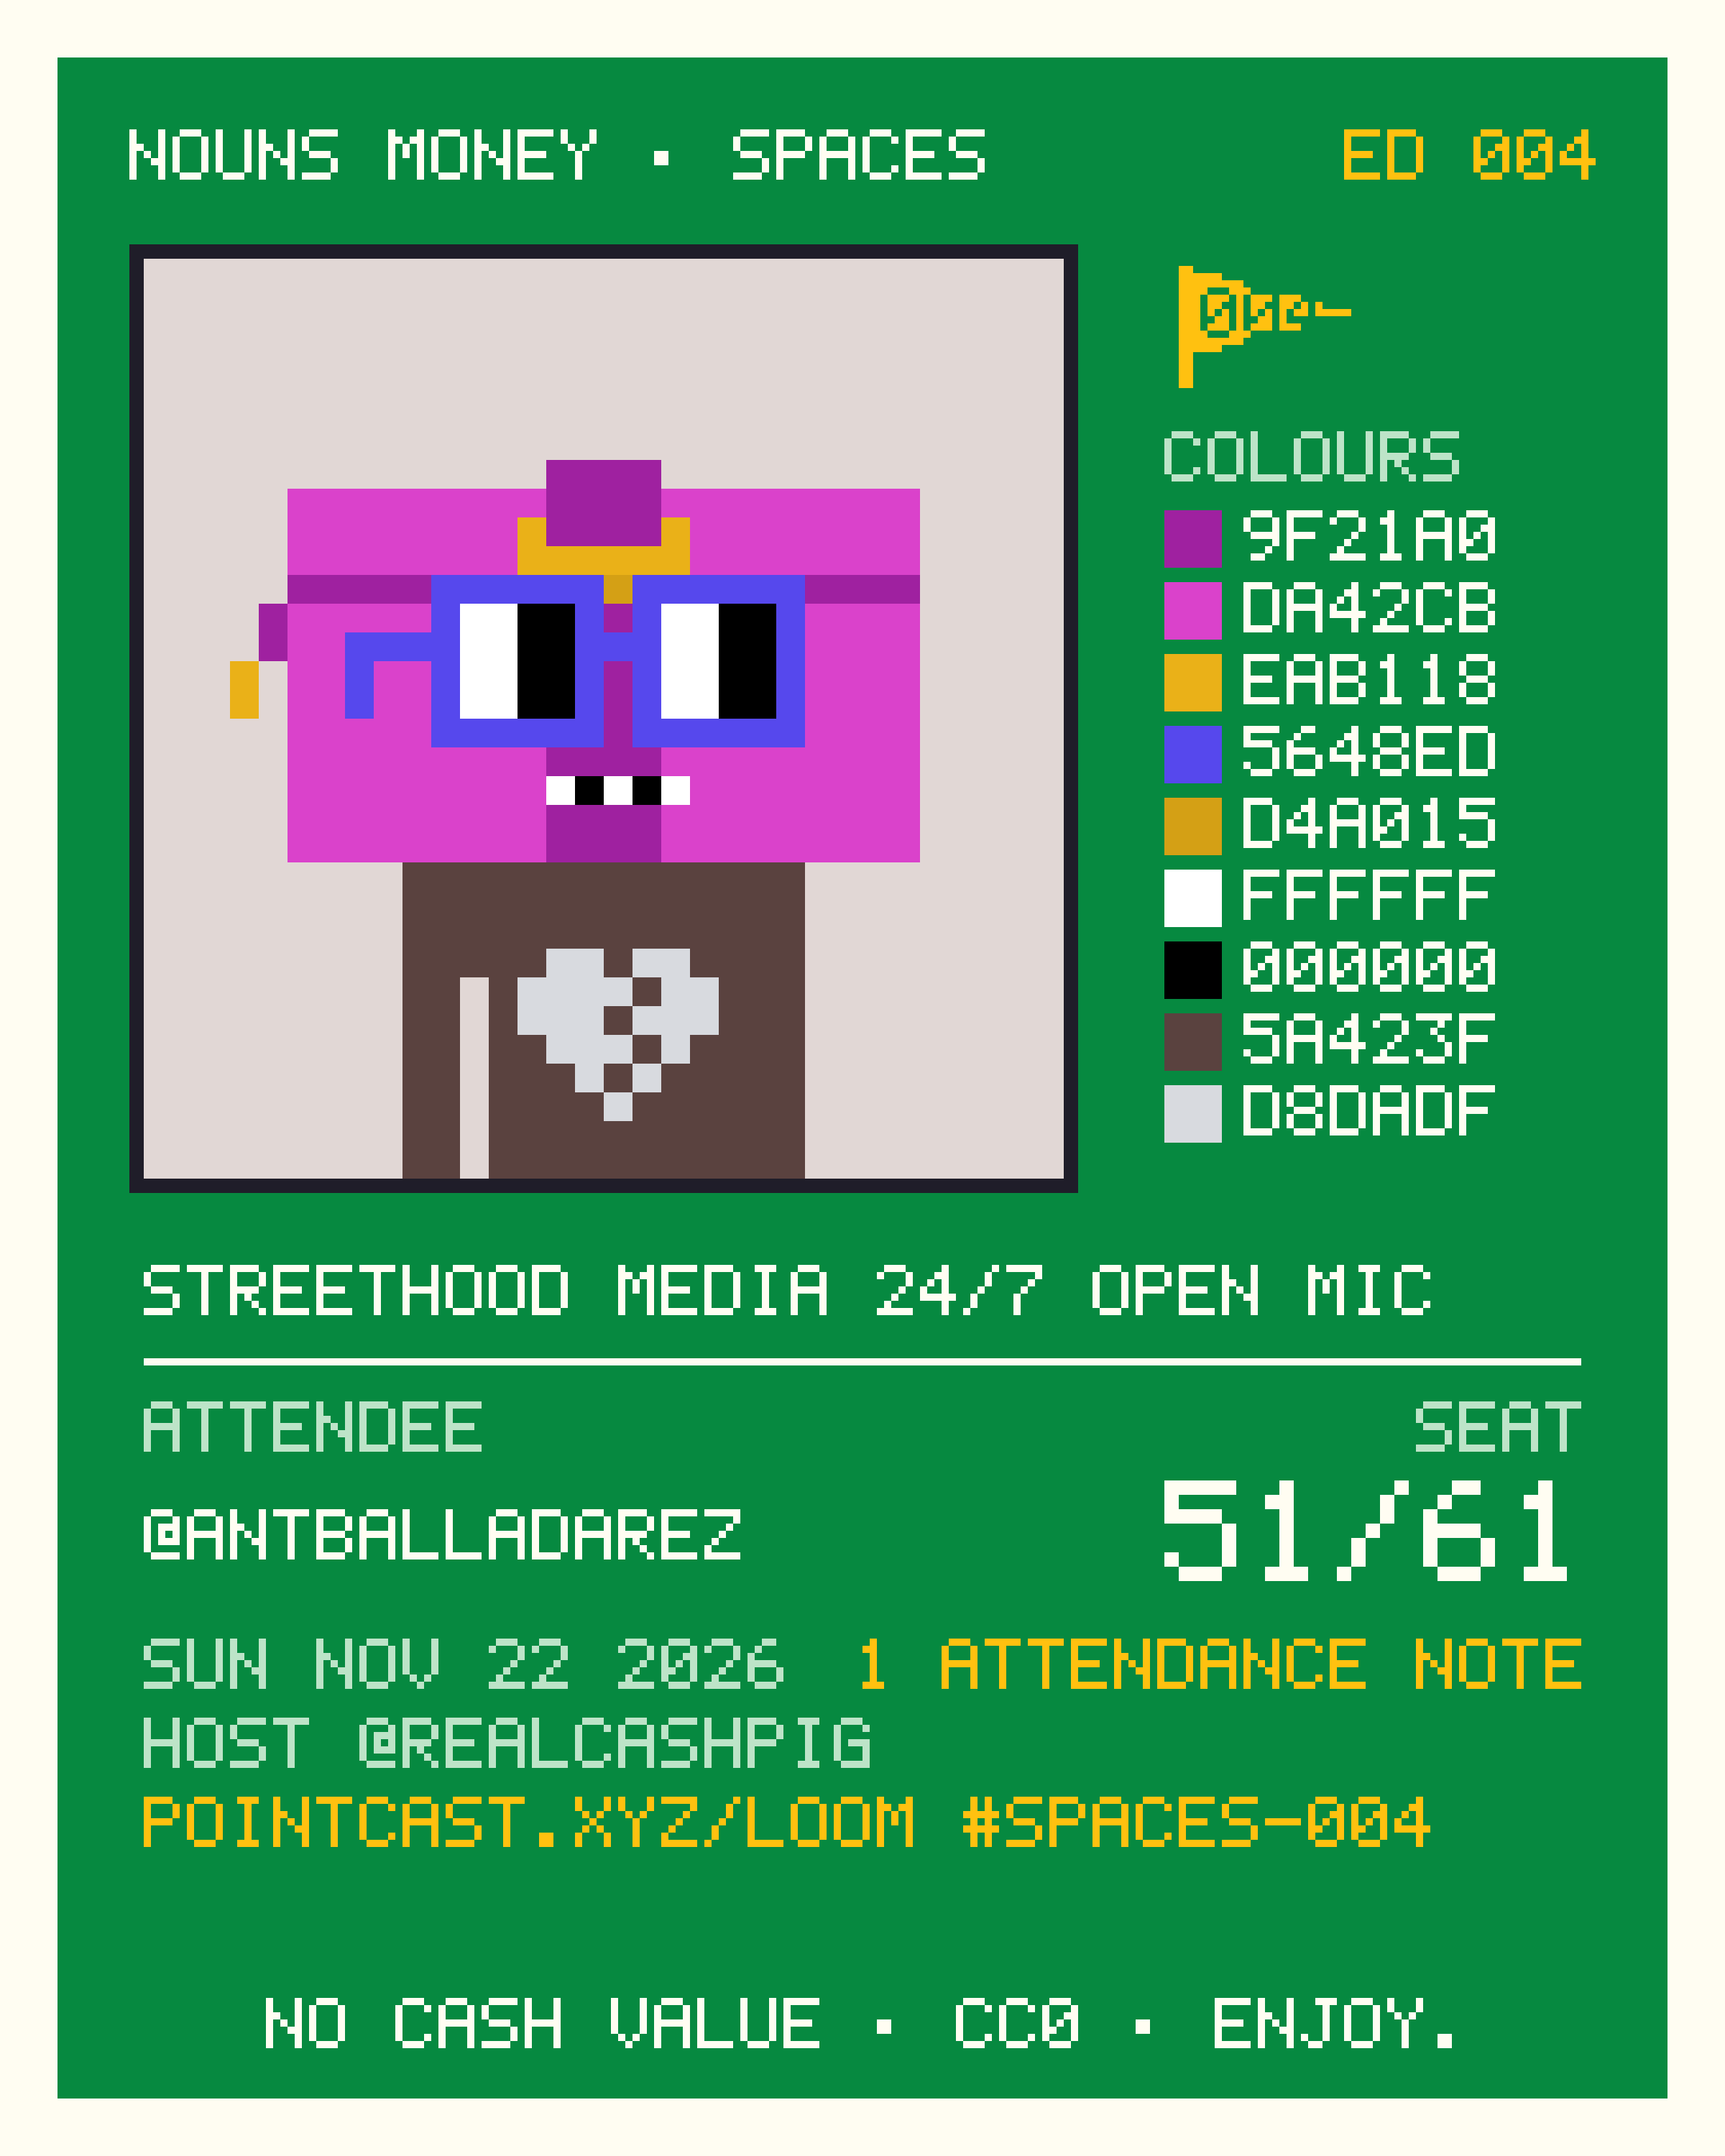 NOUNS MONEY · SPACES
ED 004
COLOURS
9F21A0
DA42CB
EAB118
5648ED
D4A015
FFFFFF
000000
5A423F
D8DADF
STREETHOOD MEDIA 24/7 OPEN MIC
ATTENDEE
SEAT
@ANTBALLADAREZ
51/61
SUN NOV 22 2026
1 ATTENDANCE NOTE
HOST @REALCASHPIG
POINTCAST.XYZ/LOOM #SPACES-004
NO CASH VALUE · CC0 · ENJOY.